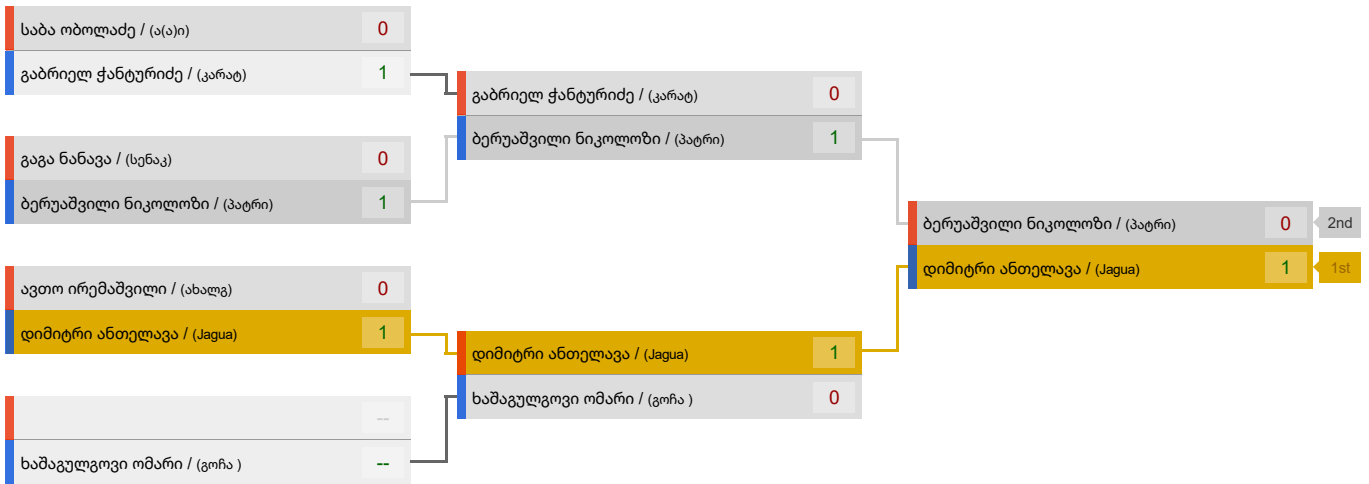 საბა ობოლაძე / (ა(ა)ი) 0
გაბრიელ ჭანტურიძე / (კარატ) 1
გაგა ნანავა / (სენაკ) 0
ბერუაშვილი ნიკოლოზი / (პატრი) 1
ავთო ირემაშვილი / (ახალგ) 0
დიმიტრი ანთელავა / (Jagua) 1
--
ხაშაგულგოვი ომარი / (გოჩა ) --
გაბრიელ ჭანტურიძე / (კარატ) 0
ბერუაშვილი ნიკოლოზი / (პატრი) 1
დიმიტრი ანთელავა / (Jagua) 1
ხაშაგულგოვი ომარი / (გოჩა ) 0
ბერუაშვილი ნიკოლოზი / (პატრი) 0 2nd
დიმიტრი ანთელავა / (Jagua) 1 1st